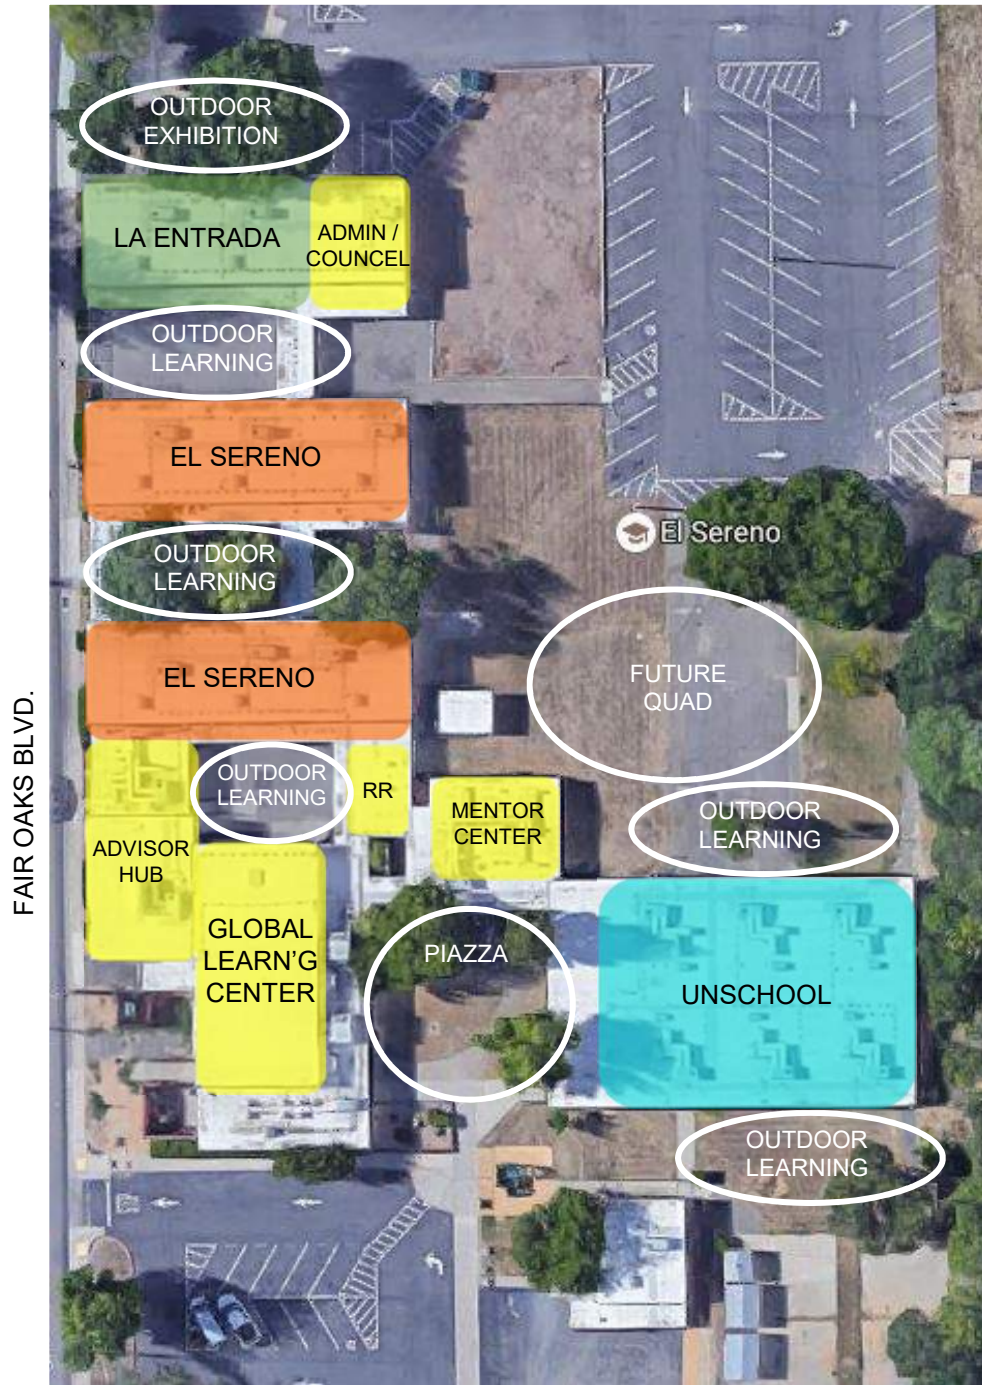 OUTDOOR
EXHIBITION
LA ENTRADA
ADMIN /
COUNCEL
OUTDOOR
LEARNING
EL SERENO
El Sereno
OUTDOOR
LEARNING
EL SERENO
FUTURE
QUAD
FAIR OAKS BLVD.
OUTDOOR
LEARNING
RR
MENTOR
CENTER
OUTDOOR
LEARNING
ADVISOR
HUB
GLOBAL
LEARN'G
CENTER
PIAZZA
UNSCHOOL
OUTDOOR
LEARNING